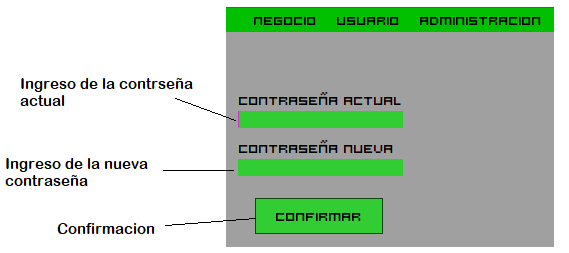 NEGOCIO USUARIO ADMINISTRACION
Ingreso de la contrseña
actual
CONTRASEÑA ACTUAL
CONTRASEÑA NUEVA
Ingreso de la nueva
contraseña
CONFIRMAR
Confirmacion